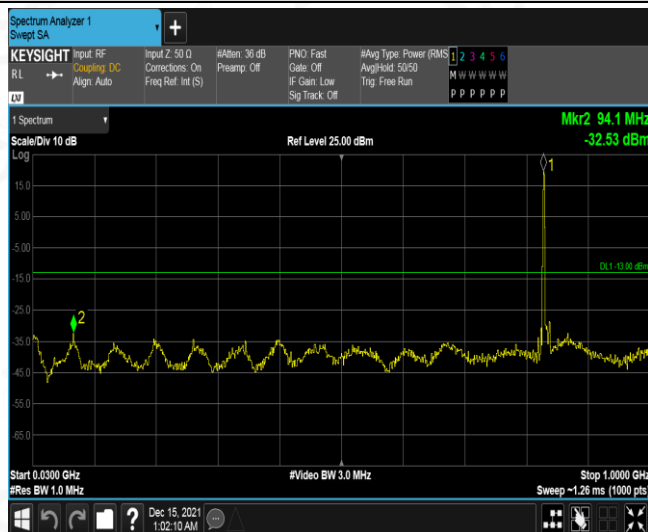 Spectrum Analyzer 1
Swept SA
+
KEYSIGHT
RL
Input: RF
Coupling: DC
Align: Auto
Input Z: 50 Ω
Corrections: On
Freq Ref: Int (S)
#Atten: 36 dB
Preamp: Off
PNO: Fast
Gate: Off
IF Gain: Low
Sig Track: Off
#Avg Type: Power (RMS
Avg|Hold: 50/50
Trig: Free Run
1 2 3 4 5 6
M W W W W W
P P P P P P
LXI
1 Spectrum
Mkr2 94.1 MHz
Scale/Div 10 dB
Ref Level 25.00 dBm
-32.53 dBm
Log
1
15.0
5.00
-5.00
DL1 -13.00 dBm
-15.0
-25.0
2
-35.0
-45.0
-55.0
-65.0
Start 0.0300 GHz
#Video BW 3.0 MHz
Stop 1.0000 GHz
#Res BW 1.0 MHz
Sweep ~1.26 ms (1000 pts)
?
Dec 15, 2021
1:02:10 AM